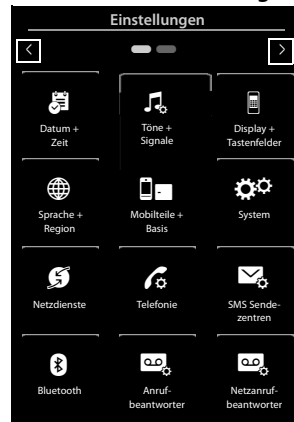 Einstellungen
Datum +
Zeit
Töne +
Signale
Display +
Tastenfelder
Sprache +
Region
Mobilteile +
Basis
System
Netzdienste
Telefonie
SMS Sende-
zentren
Bluetooth
Anruf-
beantworter
Netzanruf-
beantworter